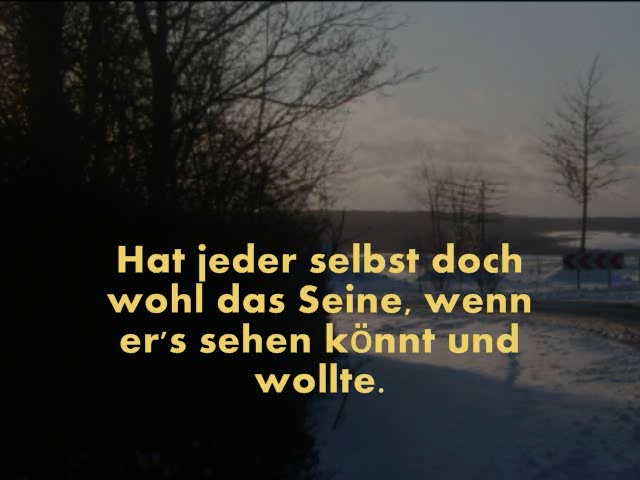 Hat jeder selbst doch
wohl das Seine, wenn
er's sehen könnt und
wollte.